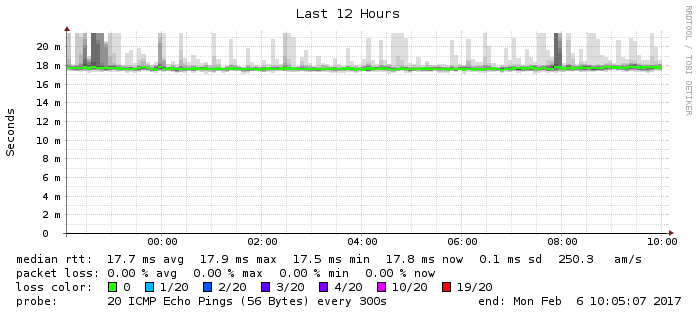 Last 12 Hours
RRDTOOL / TOBI OETIKER
Seconds
20 m
18 m
16 m
14 m
12 m
10 m
8 m
6 m
4 m
2 m
0
00:00 02:00 04:00 06:00 08:00 10:00
median rtt: 17.7 ms avg 17.9 ms max 17.5 ms min 17.8 ms now 0.1 ms sd 250.3 am/s
packet loss: 0.00 % avg 0.00 % max 0.00 % min 0.00 % now
loss color: 0 1/20 2/20 3/20 4/20 10/20 19/20
probe: 20 ICMP Echo Pings (56 Bytes) every 300s end: Mon Feb 6 10:05:07 2017